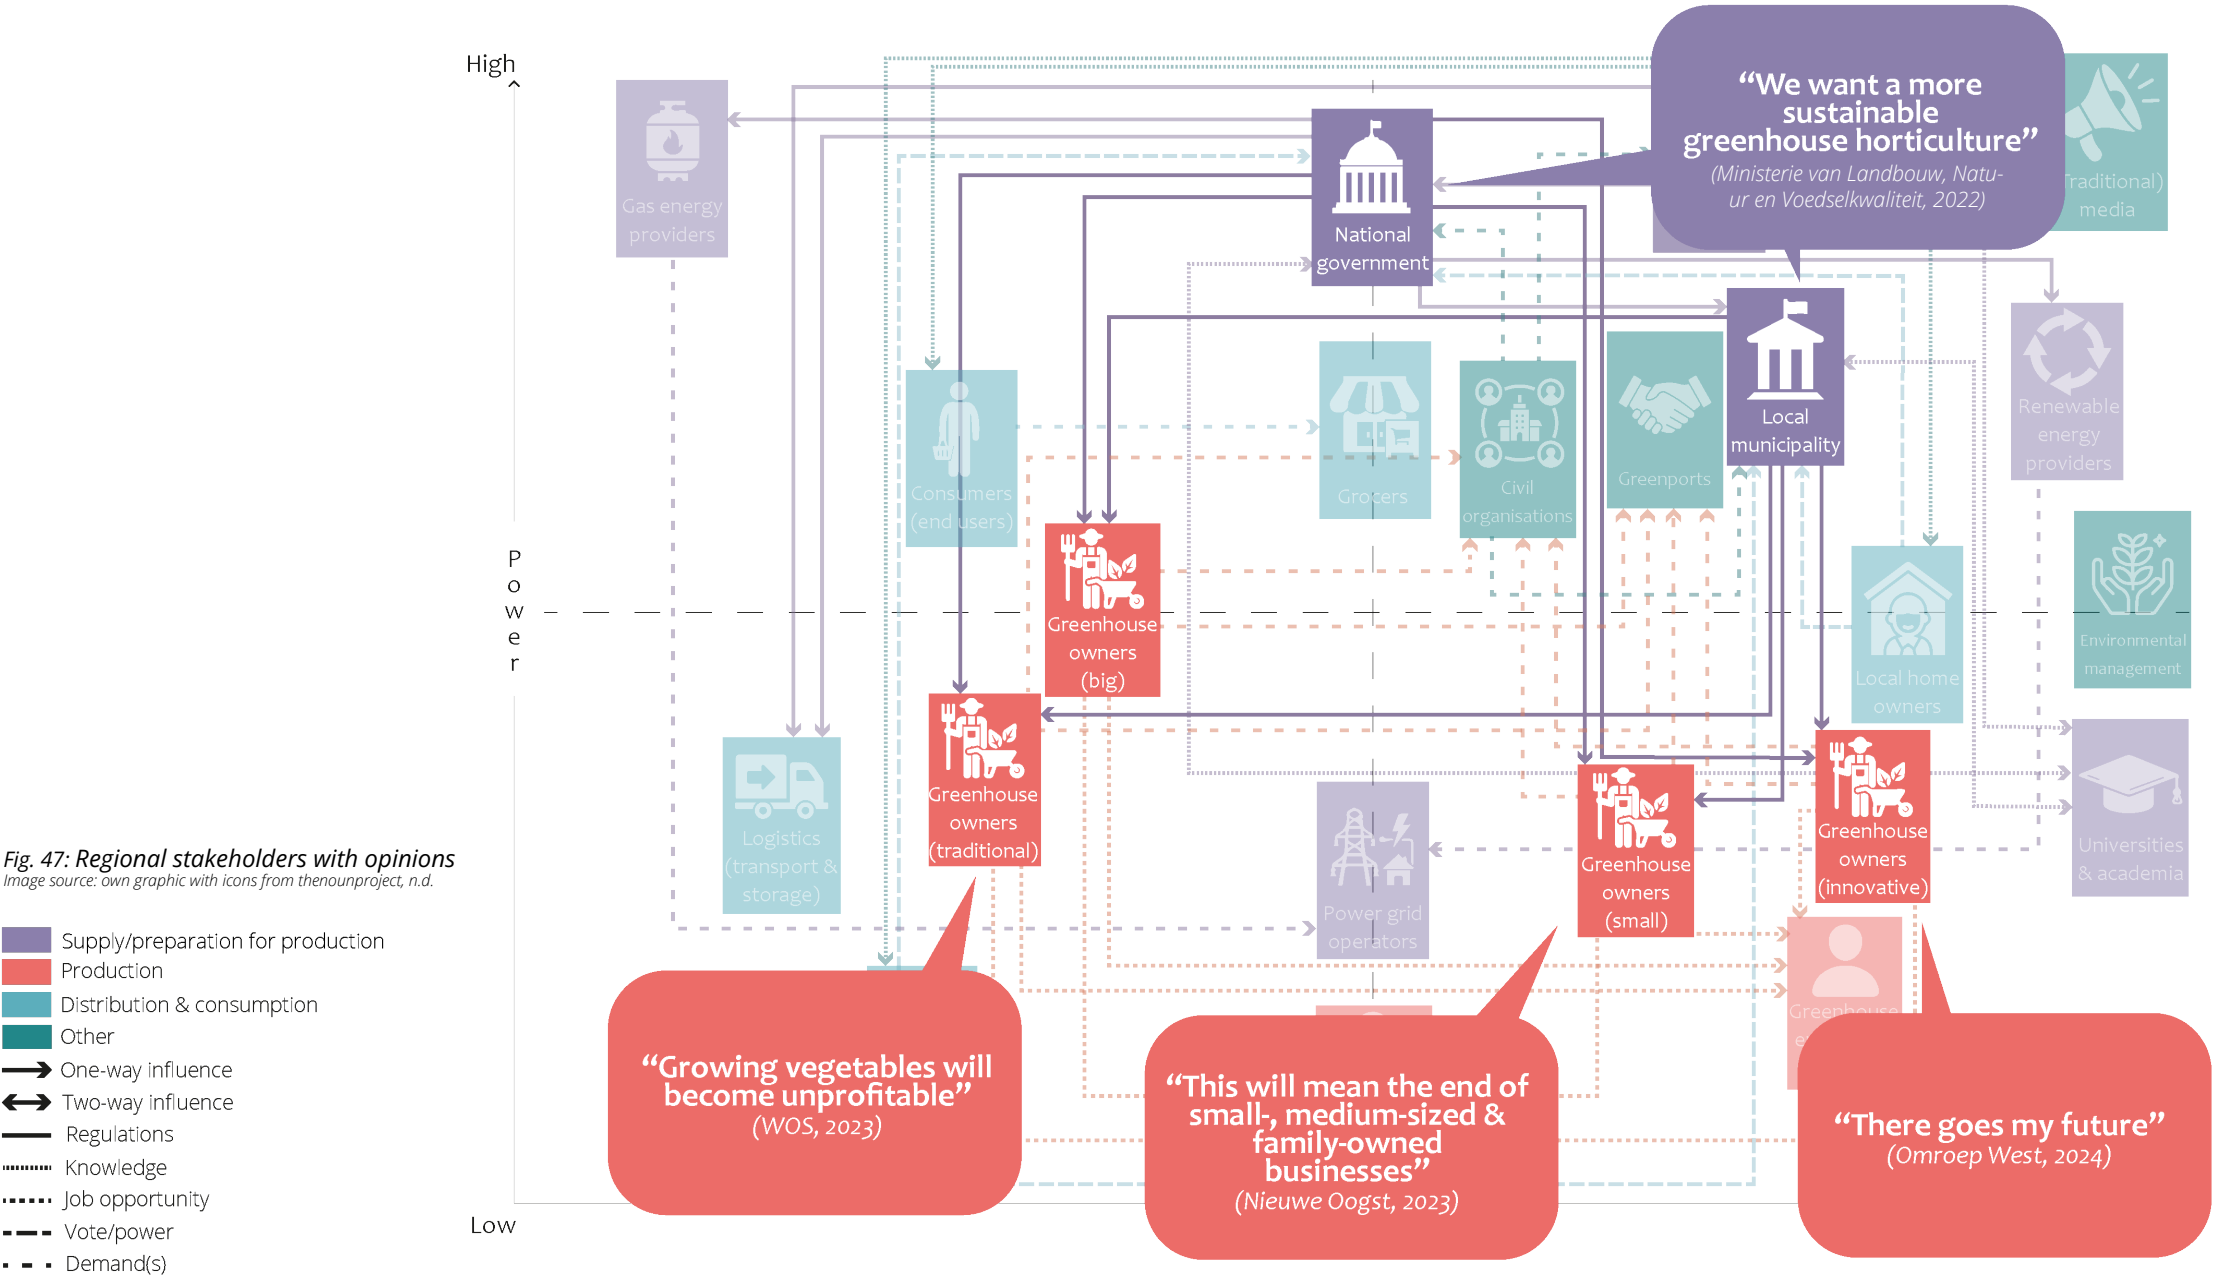 High
Gas energy
providers
National
government
“We want a more
sustainable
greenhouse horticulture”
(Ministerie van Landbouw, Natu-
ur en Voedselkwaliteit, 2022)
raditional)
media
Consumers
(end users)
Grocers
Civil
organisations
Greenports
Local
municipality
Renewable
energy
providers
P
o
w
e
r
Greenhouse
owners
(big)
Local home
owners
Environmental
management
Greenhouse
owners
(traditional)
Logistics
(transport &
storage)
Power grid
operators
Greenhouse
owners
(small)
Greenhouse
owners
(innovative)
Universities
& academia
Greenhouse
e
“Growing vegetables will
become unprofitable”
(WOS, 2023)
“This will mean the end of
small-, medium-sized &
family-owned
businesses”
(Nieuwe Oogst, 2023)
“There goes my future”
(Omroep West, 2024)
Low
Fig. 47: Regional stakeholders with opinions
Image source: own graphic with icons from thenounproject, n.d.
Supply/preparation for production
Production
Distribution & consumption
Other
One-way influence
Two-way influence
Regulations
Knowledge
Job opportunity
Vote/power
Demand(s)